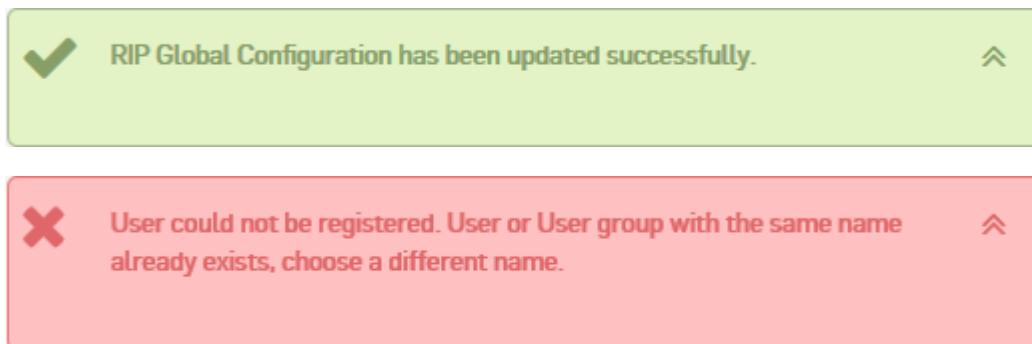 RIP Global Configuration has been updated successfully.
User could not be registered. User or User group with the same name
already exists, choose a different name.